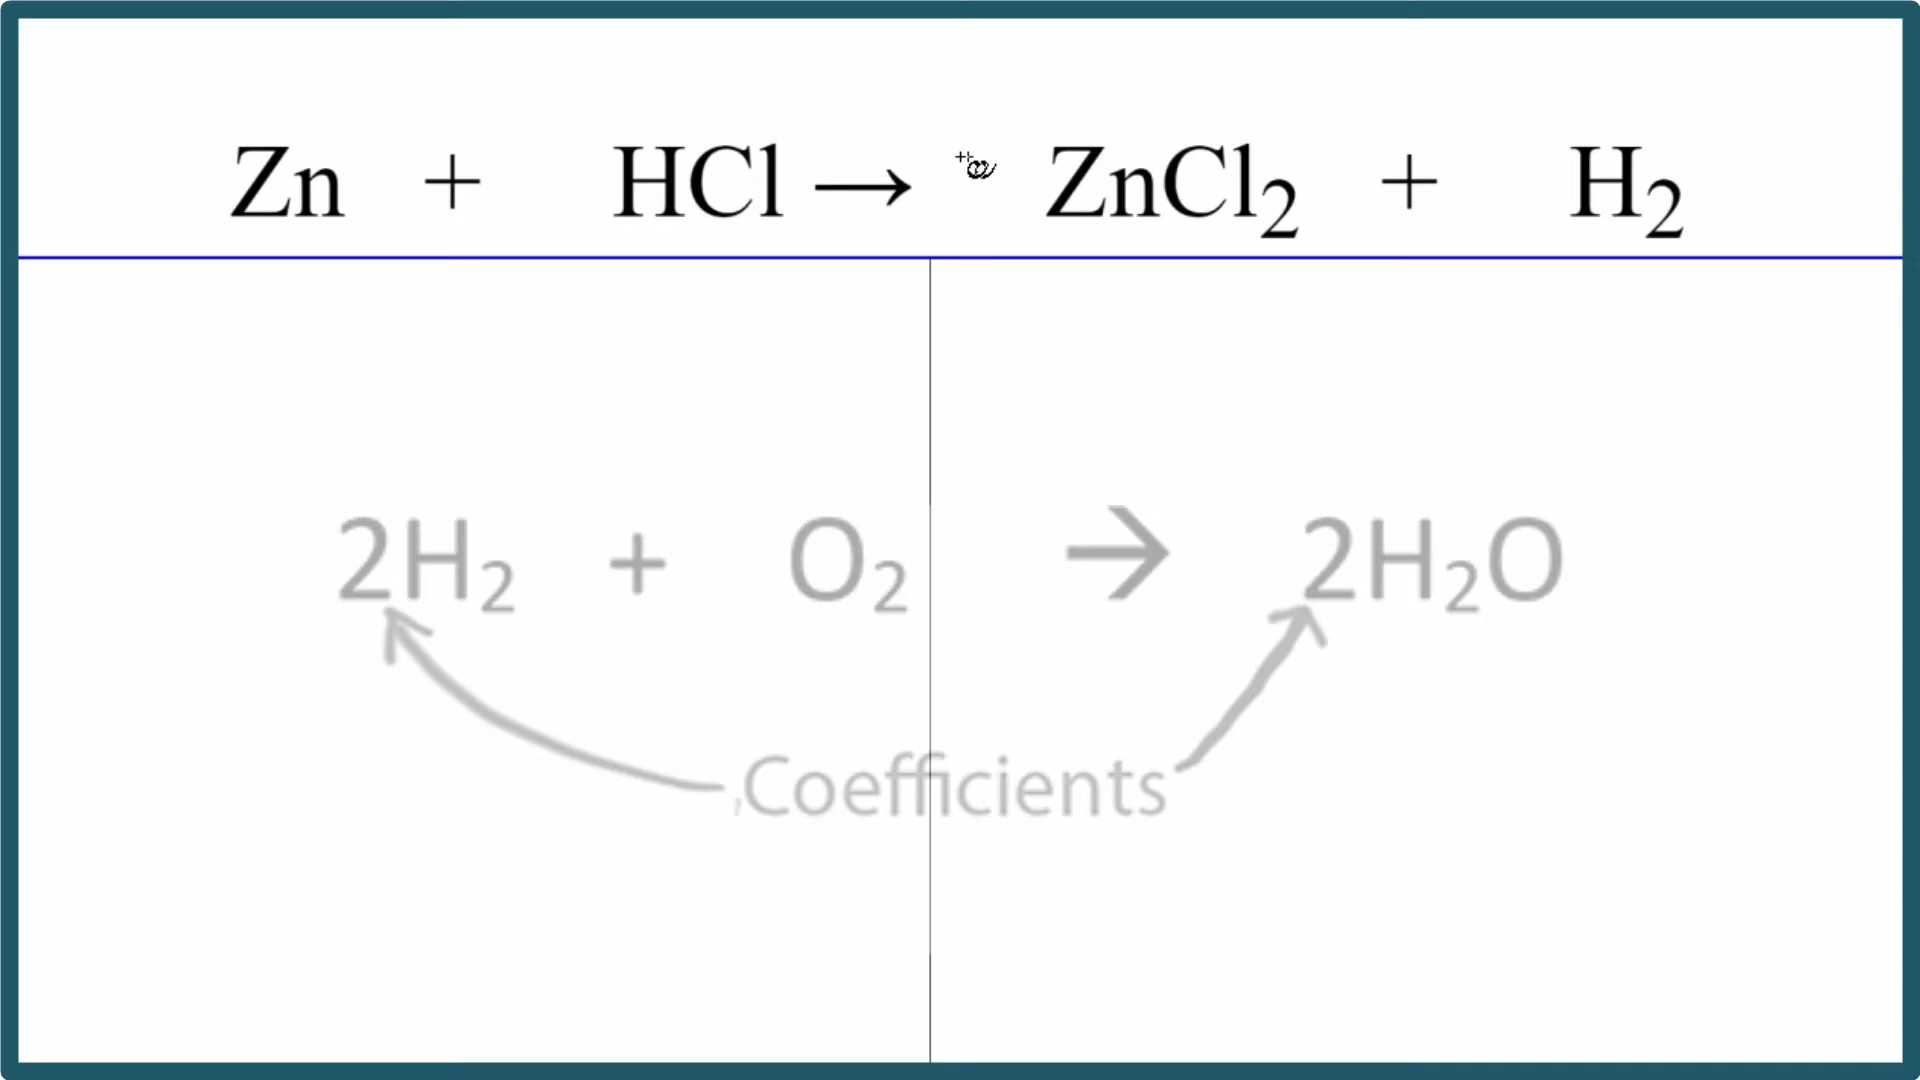 Zn + HCl → ZnCl₂ + H₂
2H₂ + O₂ → 2H₂O
Coefficients